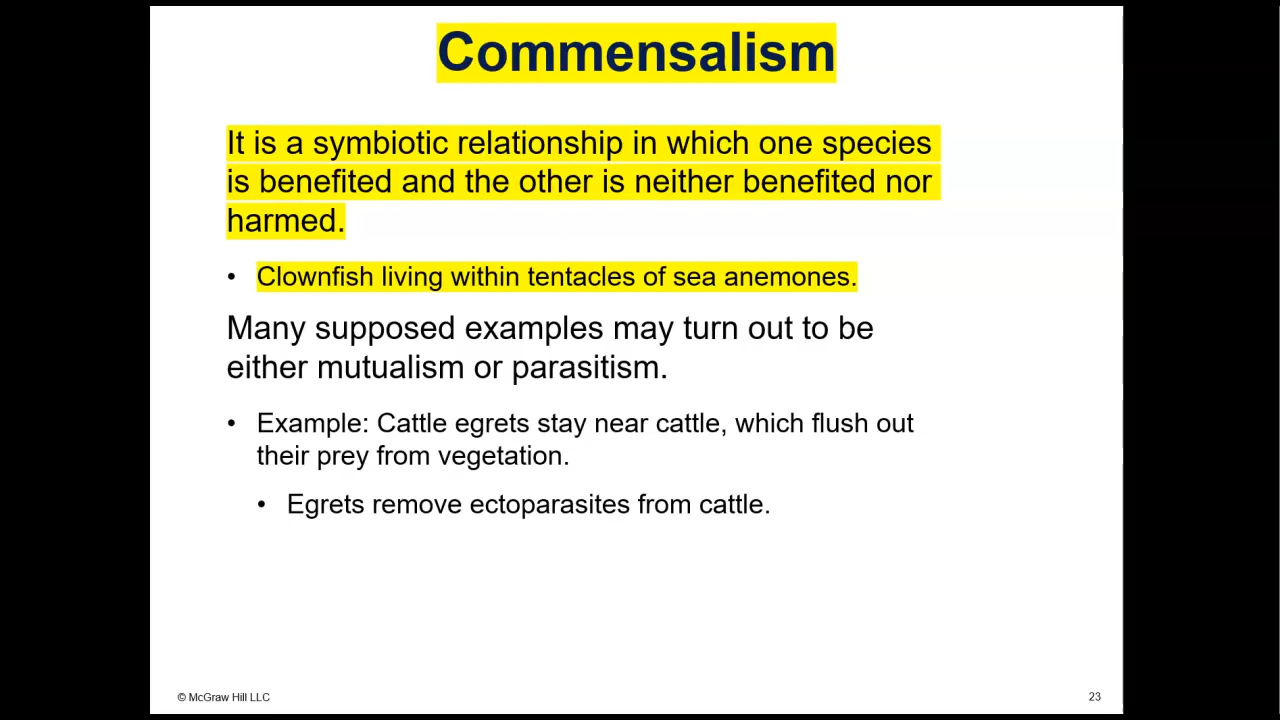 Commensalism
It is a symbiotic relationship in which one species
is benefited and the other is neither benefited nor
harmed.
• Clownfish living within tentacles of sea anemones.
Many supposed examples may turn out to be
either mutualism or parasitism.
• Example: Cattle egrets stay near cattle, which flush out
their prey from vegetation.
• Egrets remove ectoparasites from cattle.
© McGraw Hill LLC
23